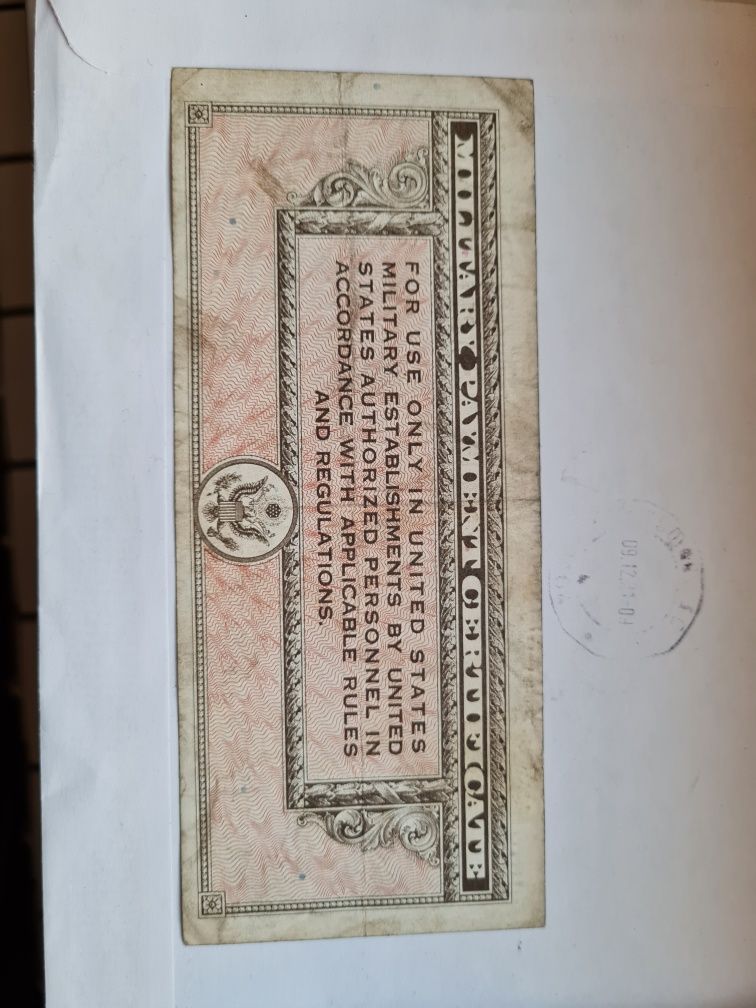 MILITARY PAYMENT CERTIFICATE
FOR USE ONLY IN UNITED STATES
MILITARY ESTABLISHMENTS BY UNITED
STATES AUTHORIZED PERSONNEL IN
ACCORDANCE WITH APPLICABLE RULES
AND REGULATIONS.